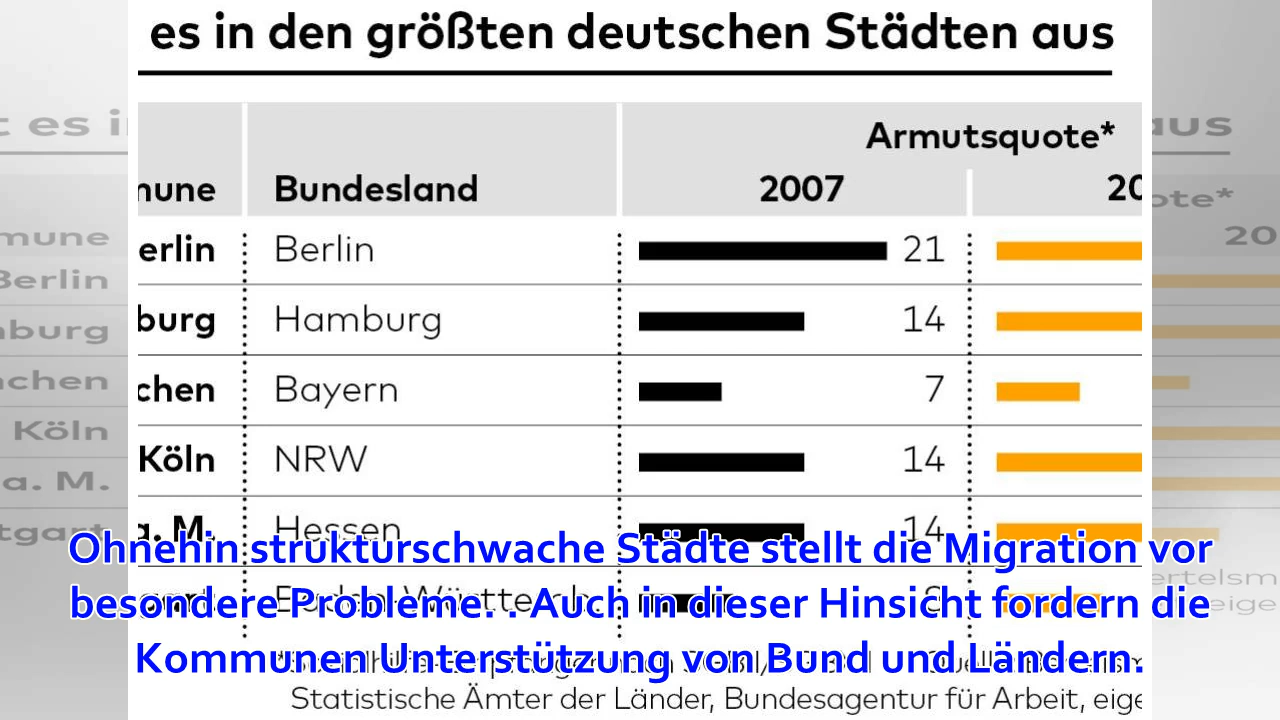 es in den größten deutschen Städten aus
Armutsquote*
mune Bundesland 2007 20
erlin Berlin 21
burg Hamburg 14
chen Bayern 7
Köln NRW 14
a. M. Hessen 14
Ohnehin strukturschwache Städte stellt die Migration vor
besondere Probleme. . . Auch in dieser Hinsicht fordern die
Kommunen Unterstützung von Bund und Ländern.
Statistische Ämter der Länder, Bundesagentur für Arbeit, eige